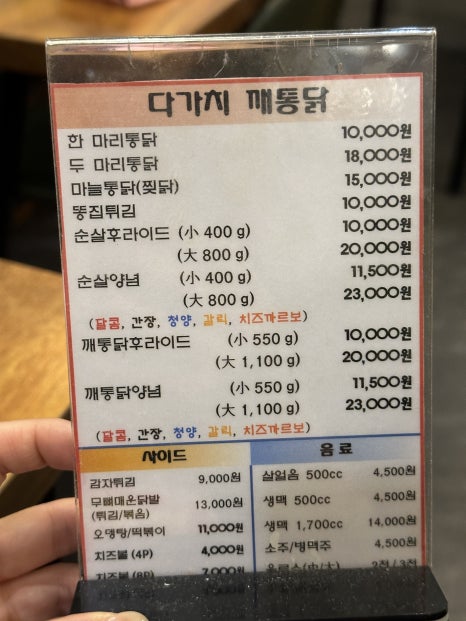 다가치 깨통닭
한 마리통닭 10,000원
두 마리통닭 18,000원
마늘통닭(찢닭) 15,000원
똥집튀김 10,000원
순살후라이드 (小 400 g) 10,000원
(大 800 g) 20,000원
순살양념 (小 400 g) 11,500원
(大 800 g) 23,000원
(달콤, 간장, 청양, 갈릭, 치즈까르보)
깨통닭후라이드 (小 550 g) 10,000원
(大 1,100 g) 20,000원
깨통닭양념 (小 550 g) 11,500원
(大 1,100 g) 23,000원
(달콤, 간장, 청양, 갈릭, 치즈까르보)
사이드
감자튀김 9,000원
무뼈매운닭발 13,000원
(튀김/볶음)
오뎅탕/떡볶이 11,000원
치즈볼 (4P) 4,000원
치즈볼 (8P) 7,000원
음료
살얼음 500cc 4,500원
생맥 500cc 4,500원
생맥 1,700cc 14,000원
소주/병맥주 4,500원